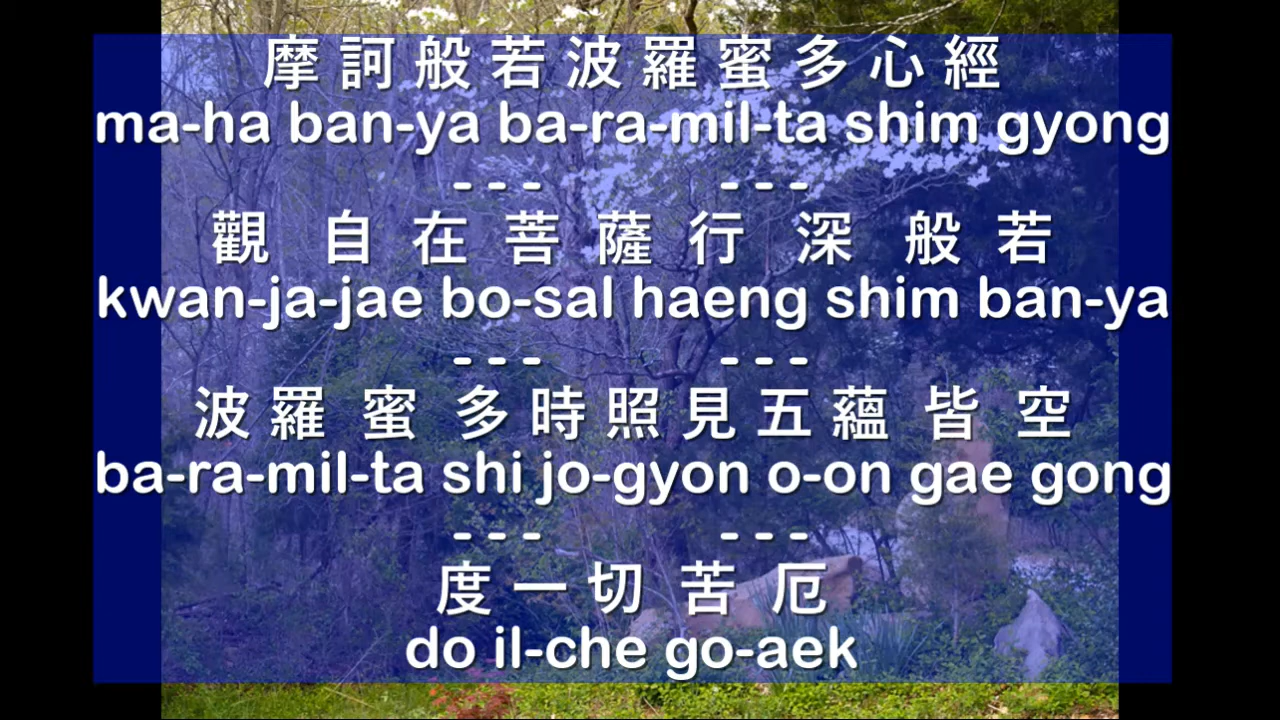 摩訶般若波羅蜜多心經
ma-ha ban-ya ba-ra-mil-ta shim gyong
--- ---
觀自在菩薩行深般若
kwan-ja-jae bo-sal haeng shim ban-ya
--- ---
波羅蜜多時照見五蘊皆空
ba-ra-mil-ta shi jo-gyon o-on gae gong
--- ---
度一切苦厄
do il-che go-aek